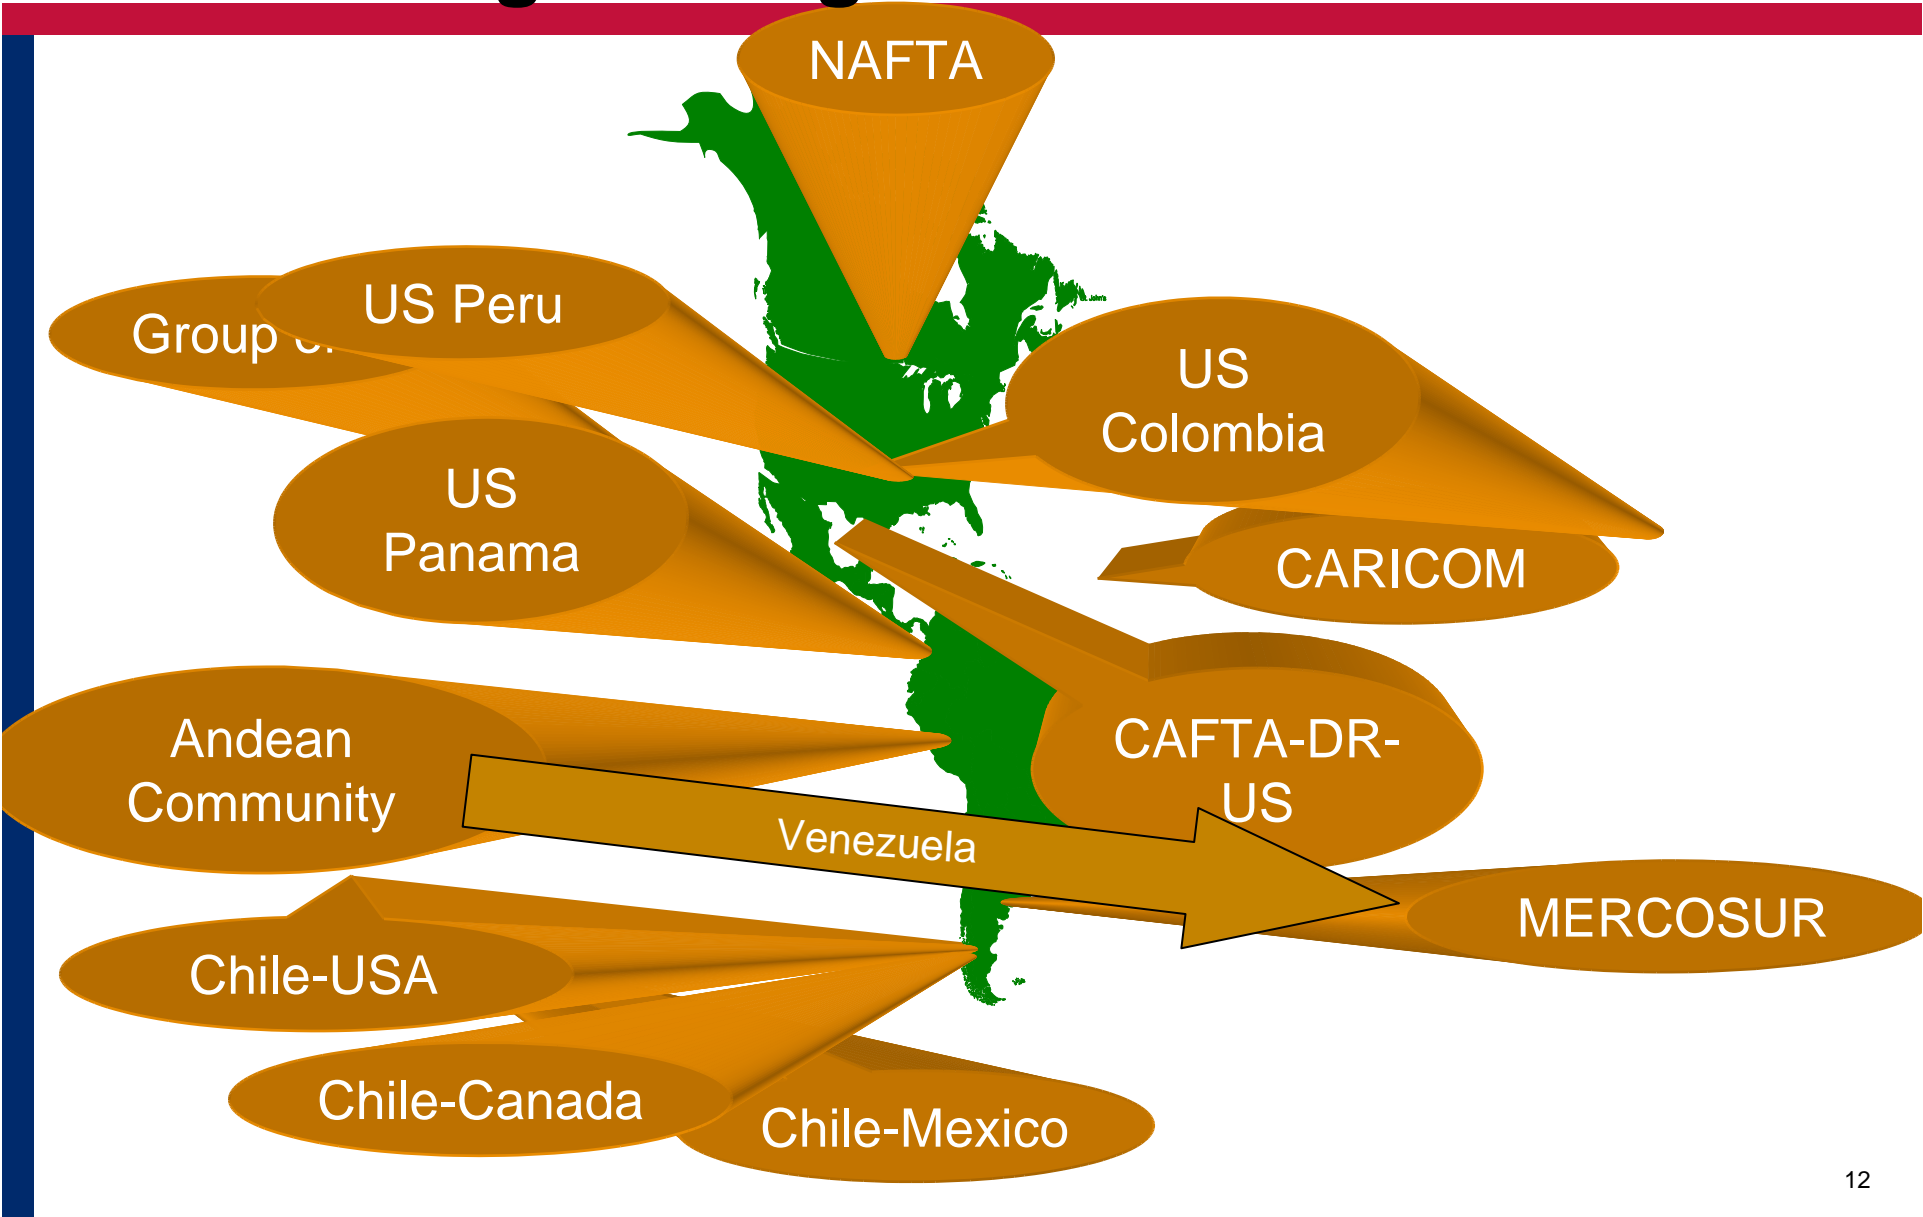 NAFTA
US Peru
Group
US
Colombia
US
Panama
CARICOM
Andean
Community
CAFTA-DR-
US
Venezuela
MERCOSUR
Chile-USA
Chile-Canada
Chile-Mexico
12